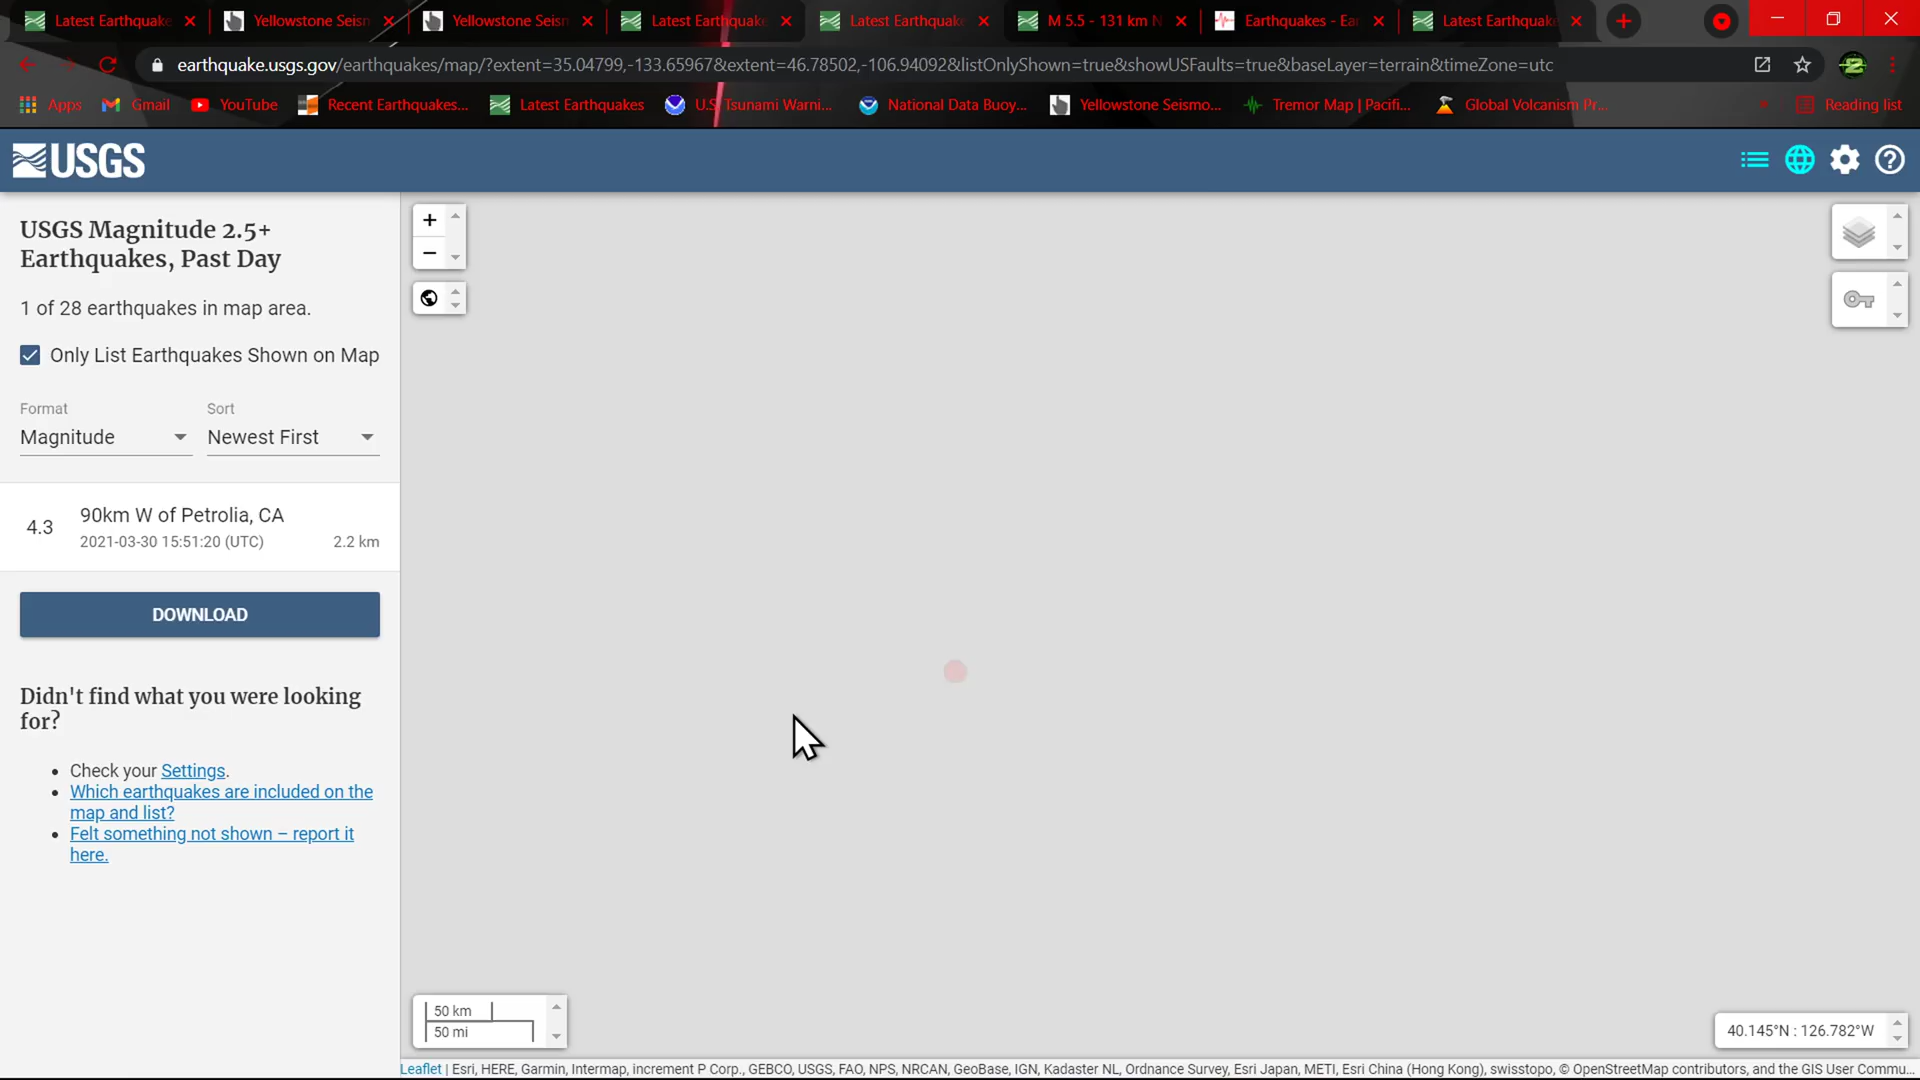 Latest Earthquake
Yellowstone Seism
Yellowstone Seism
Latest Earthquake
Latest Earthquake
M 5.5 - 131 km N
Earthquakes - Ear
Latest Earthquake
earthquake.usgs.gov/earthquakes/map/?extent=35.04799,-133.65967&extent=46.78502,-106.94092&listOnlyShown=true&showUSFaults=true&baseLayer=terrain&timeZone=utc
Apps
Gmail
YouTube
Recent Earthquakes...
Latest Earthquakes
U.S. Tsunami Warni...
National Data Buoy...
Yellowstone Seismo...
Tremor Map | Pacifi...
Global Volcanism Pr...
Reading list
USGS
USGS Magnitude 2.5+
Earthquakes, Past Day
1 of 28 earthquakes in map area.
Only List Earthquakes Shown on Map
Format
Sort
Magnitude
Newest First
4.3
90km W of Petrolia, CA
2021-03-30 15:51:20 (UTC)
2.2 km
DOWNLOAD
Didn't find what you were looking
for?
Check your Settings.
Which earthquakes are included on the
map and list?
Felt something not shown – report it
here.
+
−
50 km
50 mi
40.145°N : 126.782°W
Leaflet | Esri, HERE, Garmin, Intermap, increment P Corp., GEBCO, USGS, FAO, NPS, NRCAN, GeoBase, IGN, Kadaster NL, Ordnance Survey, Esri Japan, METI, Esri China (Hong Kong), swisstopo, © OpenStreetMap contributors, and the GIS User Commu...